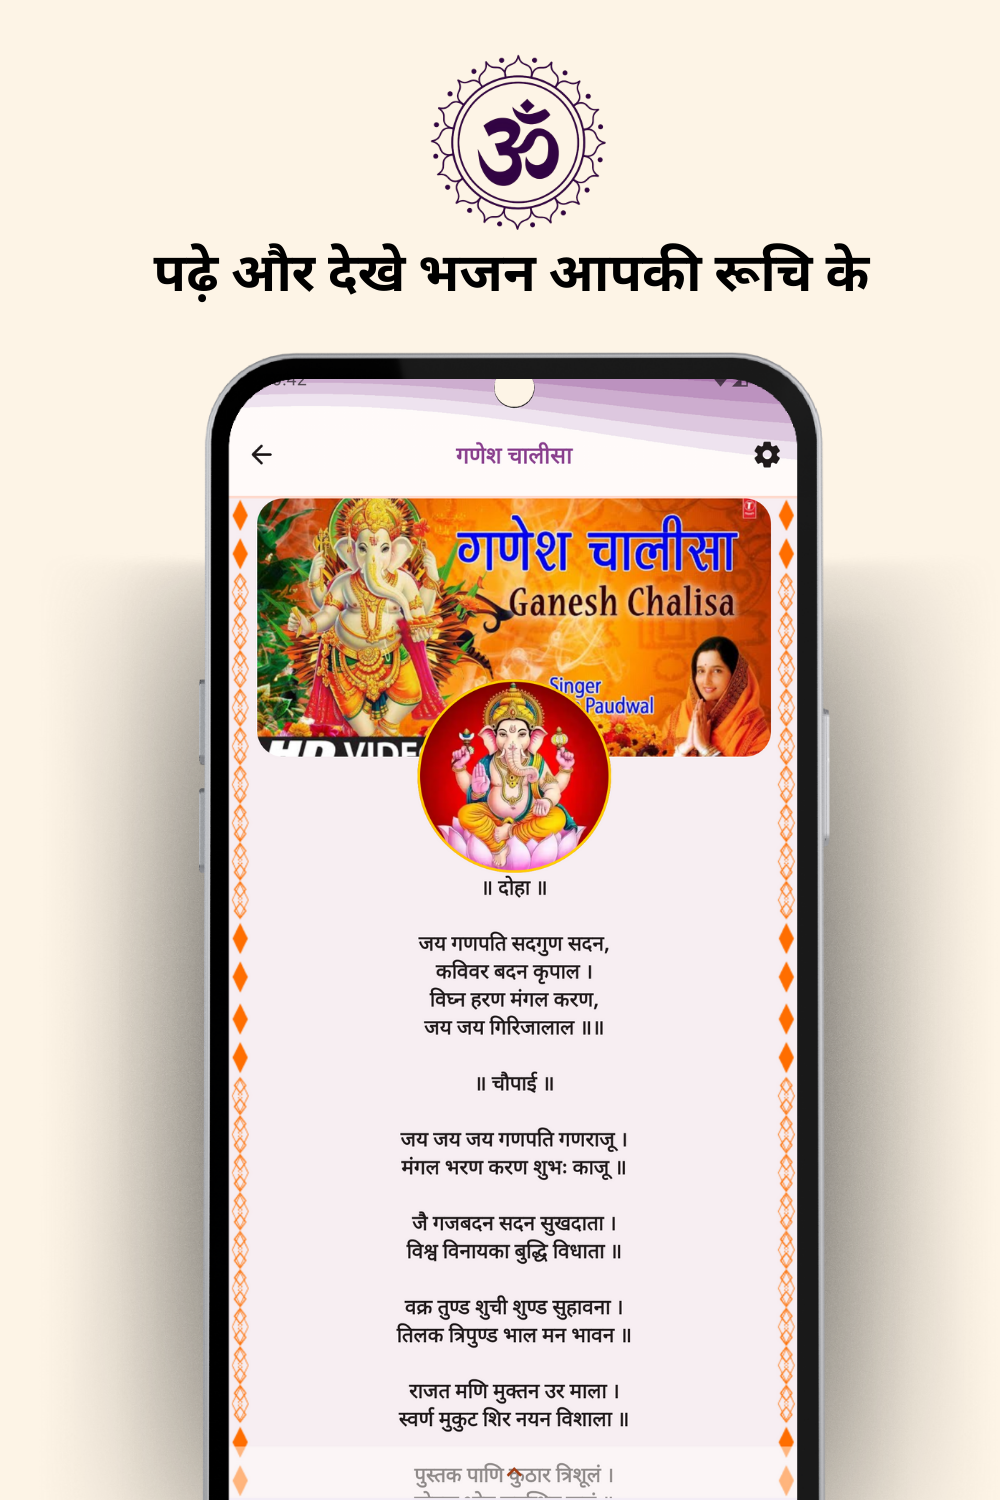 ॐ
पढ़े और देखे भजन आपकी रूचि के
गणेश चालीसा
गणेश चालीसा
Ganesh Chalisa
Singer
Paudwal
HD
॥ दोहा ॥
जय गणपति सदगुण सदन,
कविवर बदन कृपाल ।
विघ्न हरण मंगल करण,
जय जय गिरिजालाल ॥॥
॥ चौपाई ॥
जय जय जय गणपति गणराजू ।
मंगल भरण करण शुभः काजू ॥
जै गजबदन सदन सुखदाता ।
विश्व विनायका बुद्धि विधाता ॥
वक्र तुण्ड शुची शुण्ड सुहावना ।
तिलक त्रिपुण्ड भाल मन भावन ॥
राजत मणि मुक्तन उर माला ।
स्वर्ण मुकुट शिर नयन विशाला ॥
पुस्तक पाणि कुठार त्रिशूलं ।